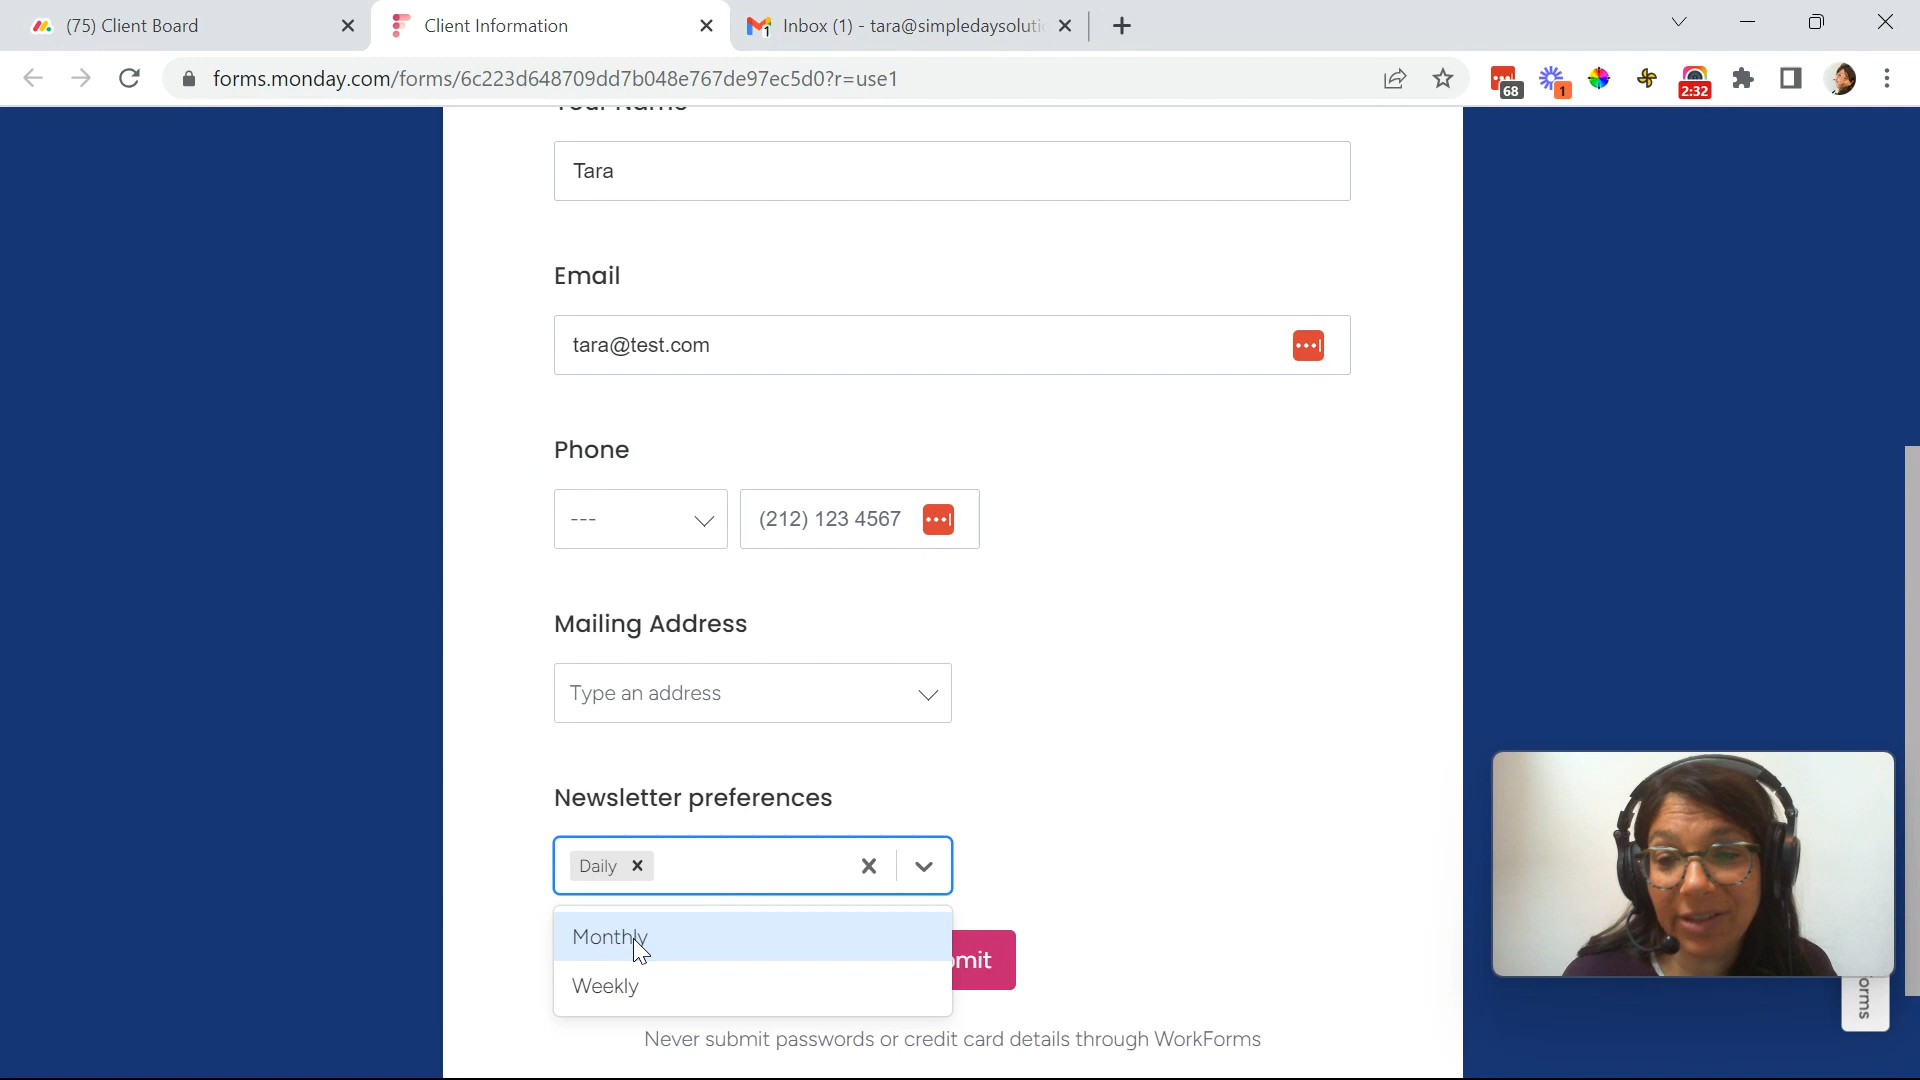 (75) Client Board
Client Information
Inbox (1) - tara@simpledaysoluti
forms.monday.com/forms/6c223d648709dd7b048e767de97ec5d0?r=use1
68
1
2:32
Your Name
Tara
Email
tara@test.com
Phone
---
(212) 123 4567
Mailing Address
Type an address
Newsletter preferences
Daily
Monthly
Weekly
mit
orms
Never submit passwords or credit card details through WorkForms